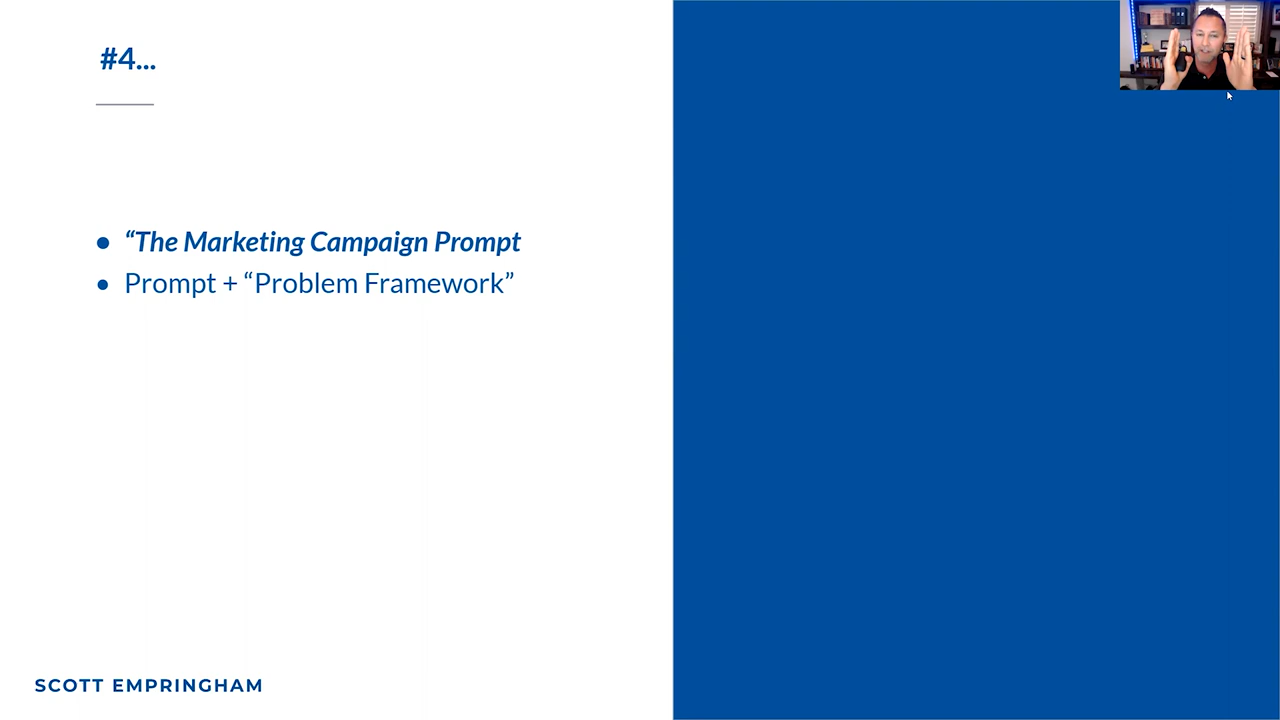 #4...
● “The Marketing Campaign Prompt
● Prompt + “Problem Framework”
SCOTT EMPRINGHAM